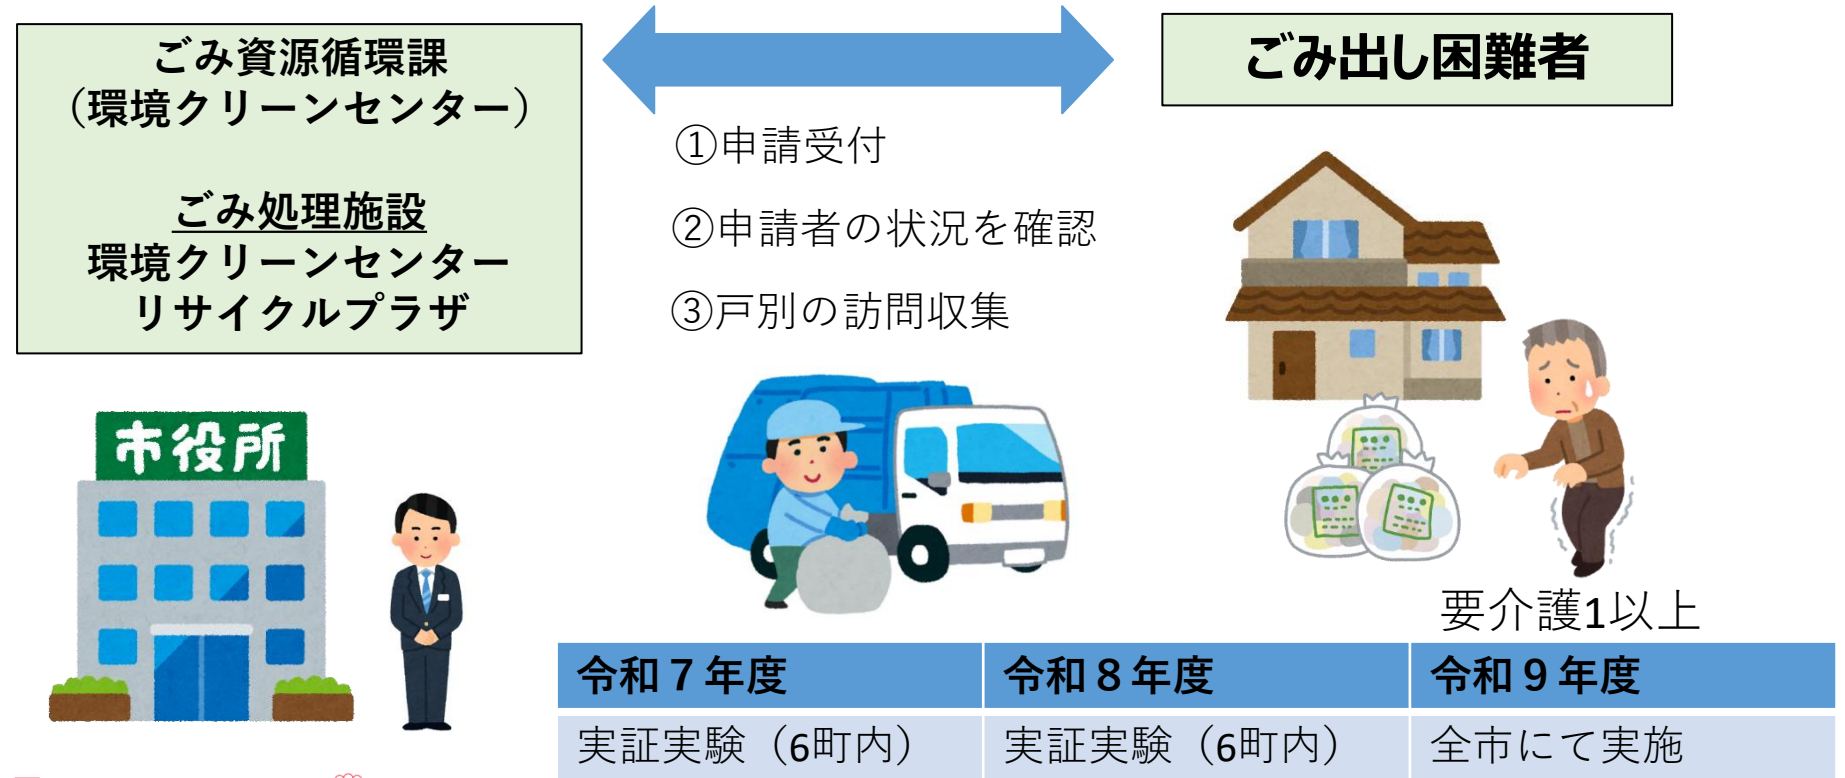 ごみ資源循環課
（環境クリーンセンター）
ごみ処理施設
環境クリーンセンター
リサイクルプラザ
ごみ出し困難者
①申請受付
②申請者の状況を確認
③戸別の訪問収集
市役所
要介護1以上
令和７年度 令和８年度 令和９年度
実証実験（6町内） 実証実験（6町内） 全市にて実施